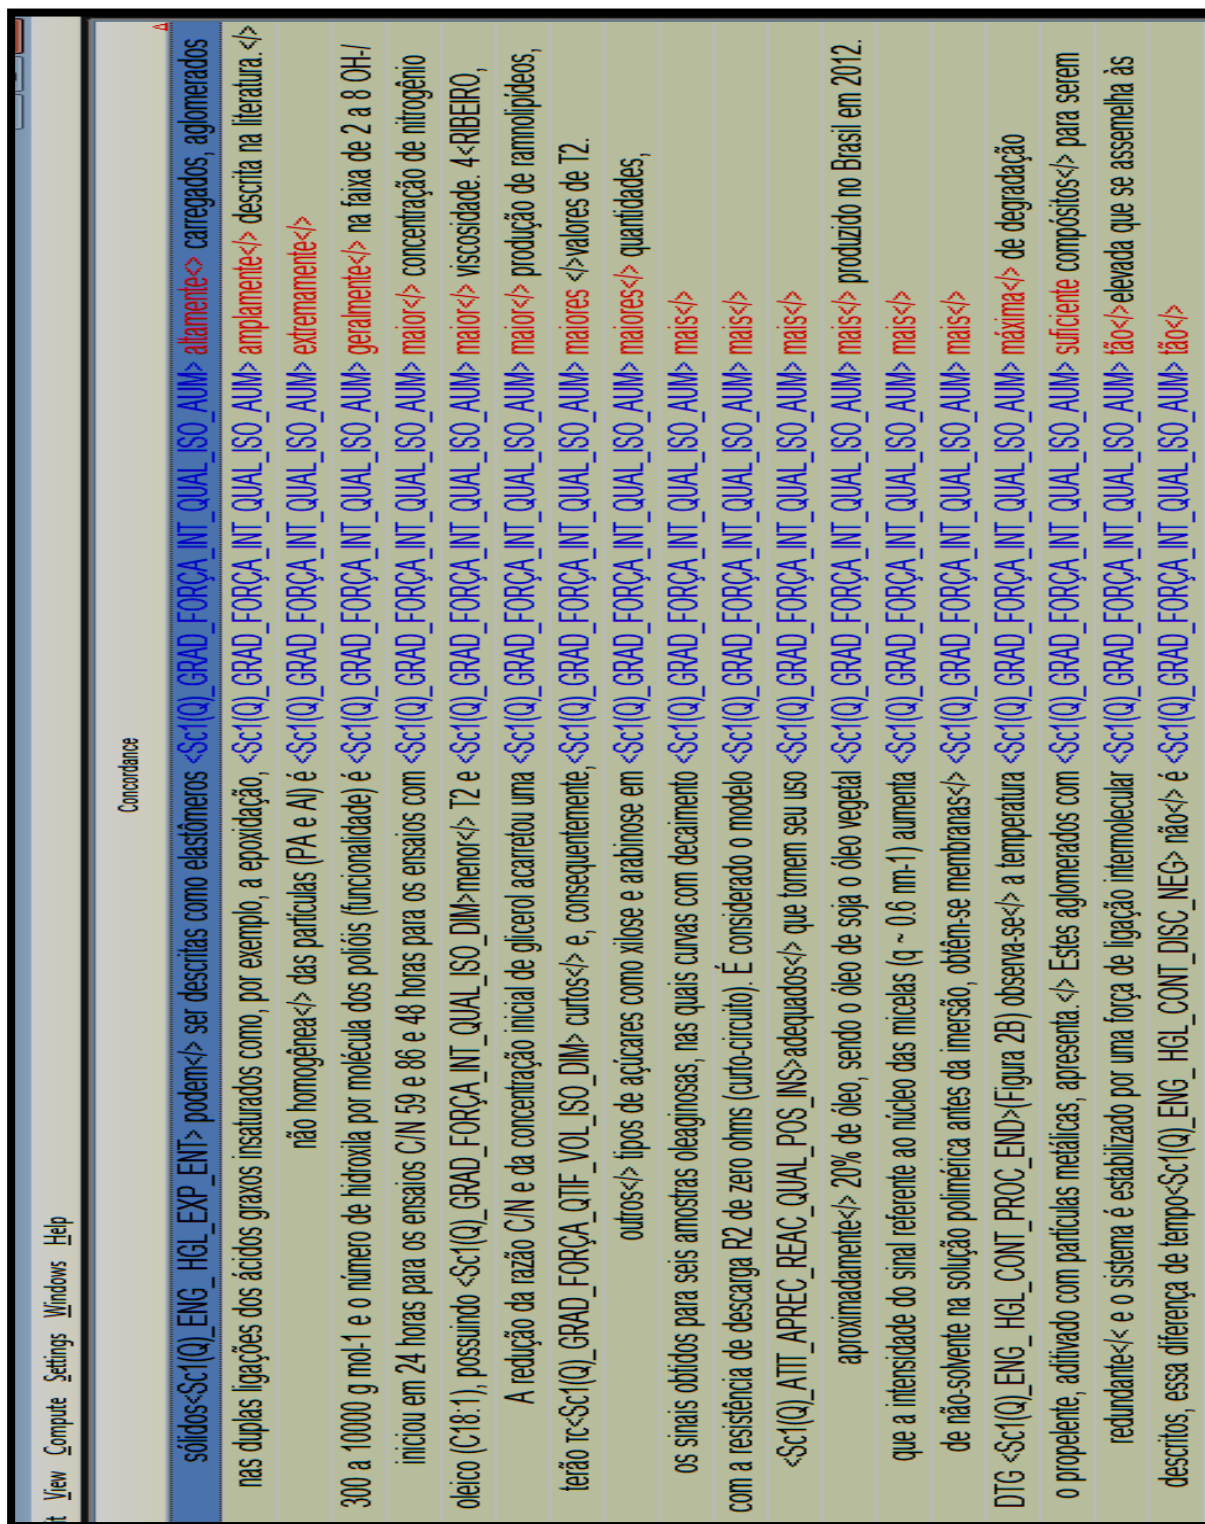 t View Compute Settings Windows Help
Concordance
sólidos<Sc1(Q)_ENG_ HGL_EXP_ENT> podem</> ser descritas como elastômeros <Sc1(Q)_GRAD_FORÇA_INT_QUAL_ISO_AUM> altamente<> carregados, aglomerados
nas duplas ligações dos ácidos graxos insaturados como, por exemplo, a epoxidação, <Sc1(Q)_GRAD_FORÇA_INT_QUAL_ISO_AUM> amplamente</> descrita na literatura. </>
não homogênea</> das partículas (PA e Al) é <Sc1(Q)_GRAD_FORÇA_INT_QUAL_ISO_AUM> extremamente</>
300 a 10000 g mol-1 e o número de hidroxila por molécula dos polióis (funcionalidade) é <Sc1(Q)_GRAD_FORÇA_INT_QUAL_ISO_AUM> geralmente</> na faixa de 2 a 8 OH-/
iniciou em 24 horas para os ensaios C/N 59 e 86 e 48 horas para os ensaios com <Sc1(Q)_GRAD_FORÇA_INT_QUAL_ISO_AUM> maior</> concentração de nitrogênio
oleico (C18:1), possuindo <Sc1(Q)_GRAD_FORÇA_INT_QUAL_ISO_DIM>menor</> T2 e <Sc1(Q)_GRAD_FORÇA_INT_QUAL_ISO_AUM> maior</> viscosidade. 4<RIBEIRO,
A redução da razão C/N e da concentração inicial de glicerol acarretou uma <Sc1(Q)_GRAD_FORÇA_INT_QUAL_ISO_AUM> maior</> produção de ramnolipídeos,
terão τc<Sc1(Q)_GRAD_FORÇA_QTIF_VOL_ISO_DIM> curtos</> e, consequentemente, <Sc1(Q)_GRAD_FORÇA_INT_QUAL_ISO_AUM> maiores </>valores de T2.
outros</> tipos de açúcares como xilose e arabinose em <Sc1(Q)_GRAD_FORÇA_INT_QUAL_ISO_AUM> maiores</> quantidades,
os sinais obtidos para seis amostras oleaginosas, nas quais curvas com decaimento <Sc1(Q)_GRAD_FORÇA_INT_QUAL_ISO_AUM> mais</>
com a resistência de descarga R2 de zero ohms (curto-circuito). É considerado o modelo <Sc1(Q)_GRAD_FORÇA_INT_QUAL_ISO_AUM> mais</>
<Sc1(Q)_ATIT_APREC_REAC_QUAL_POS_INS>adequados</> que tornem seu uso <Sc1(Q)_GRAD_FORÇA_INT_QUAL_ISO_AUM> mais</>
aproximadamente</> 20% de óleo, sendo o óleo de soja o óleo vegetal <Sc1(Q)_GRAD_FORÇA_INT_QUAL_ISO_AUM> mais</> produzido no Brasil em 2012.
que a intensidade do sinal referente ao núcleo das micelas (q ~ 0.6 nm-1) aumenta <Sc1(Q)_GRAD_FORÇA_INT_QUAL_ISO_AUM> mais</>
de não-solvente na solução polimérica antes da imersão, obtêm-se membranas</> <Sc1(Q)_GRAD_FORÇA_INT_QUAL_ISO_AUM> mais</>
DTG <Sc1(Q)_ENG_ HGL_CONT_PROC_END>(Figura 2B) observa-se</> a temperatura <Sc1(Q)_GRAD_FORÇA_INT_QUAL_ISO_AUM> máxima</> de degradação
o propelente, aditivado com partículas metálicas, apresenta.</> Estes aglomerados com <Sc1(Q)_GRAD_FORÇA_INT_QUAL_ISO_AUM> suficiente compósitos</> para serem
redundante</< e o sistema é estabilizado por uma força de ligação intermolecular <Sc1(Q)_GRAD_FORÇA_INT_QUAL_ISO_AUM> tão</>elevada que se assemelha às
descritos, essa diferença de tempo<Sc1(Q)_ENG_ HGL_CONT_DISC_NEG> não</> é <Sc1(Q)_GRAD_FORÇA_INT_QUAL_ISO_AUM> tão</>